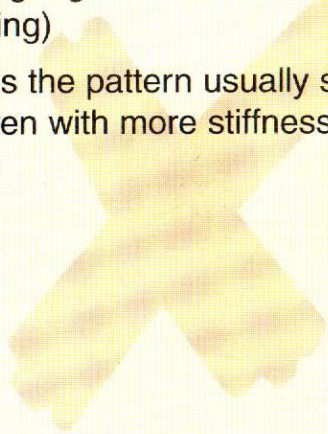 ing)
s the pattern usually s
en with more stiffness